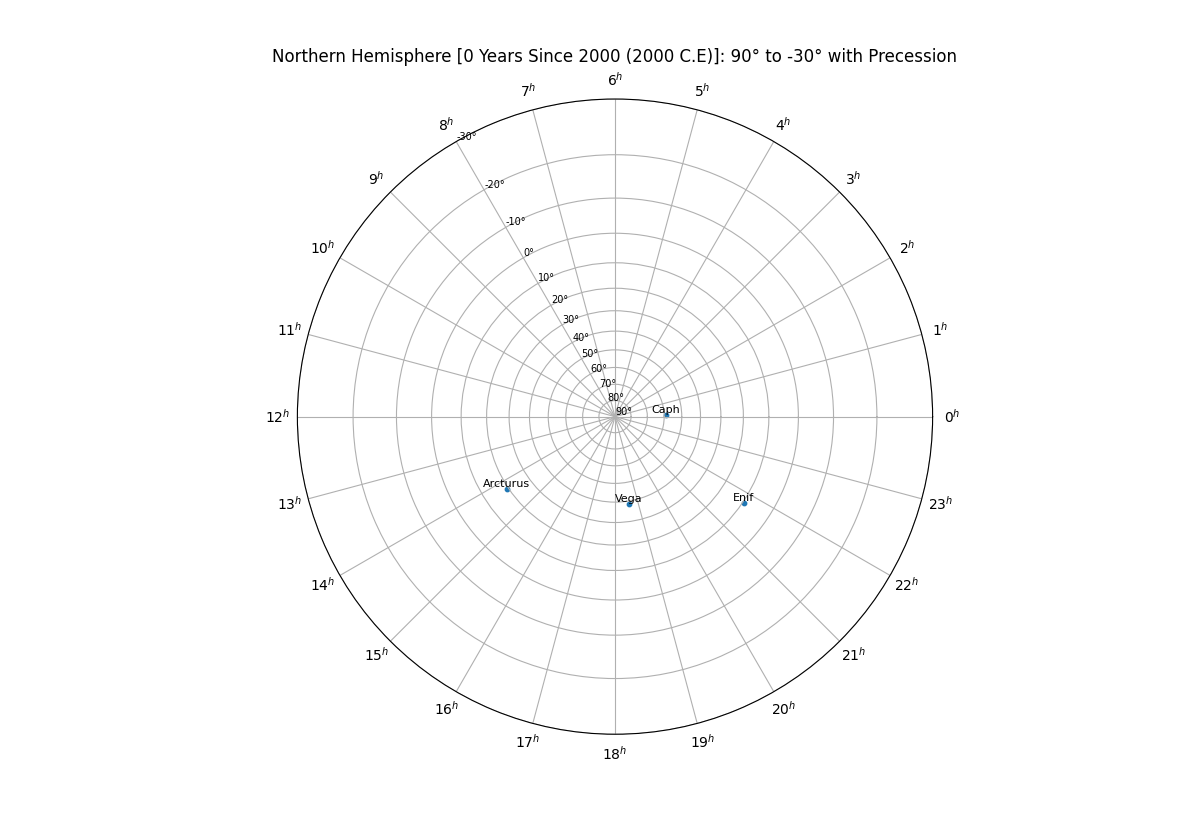 Northern Hemisphere [0 Years Since 2000 (2000 C.E)]: 90° to -30° with Precession
6h
7h
5h
8h
4h
-30°
9h
3h
-20°
-10°
10h
2h
0°
10°
20°
30°
11h
1h
40°
50°
60°
70°
80°
90°
Caph
12h
0h
Arcturus
Vega
Enif
13h
23h
14h
22h
15h
21h
16h
20h
17h
19h
18h